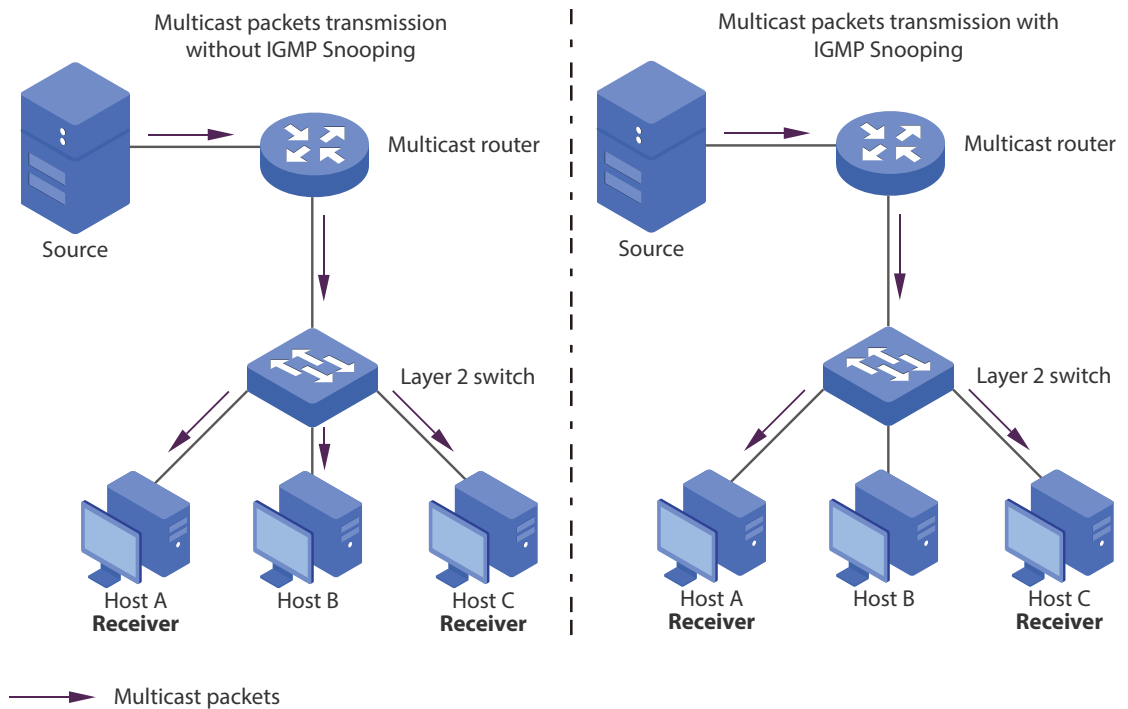 Multicast packets transmission
without IGMP Snooping
Multicast router
Source
Layer 2 switch
Host A
Receiver
Host B
Host C
Receiver
Multicast packets transmission with
IGMP Snooping
Multicast router
Source
Layer 2 switch
Host A
Receiver
Host B
Host C
Receiver
Multicast packets